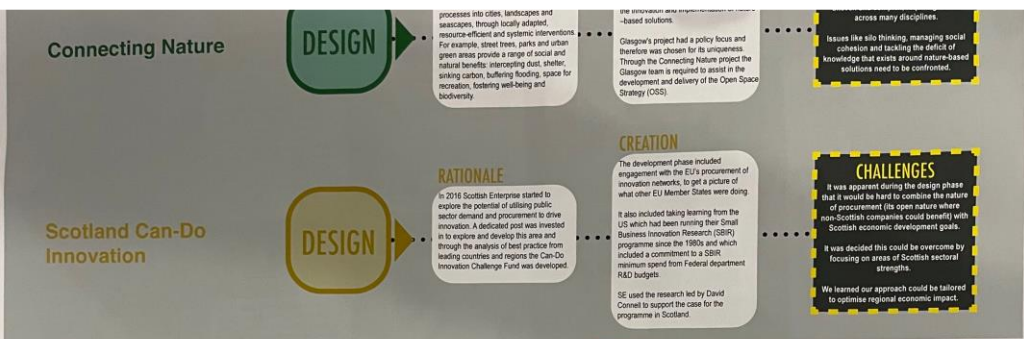 Connecting Nature
DESIGN
processes into cities, landscapes and
seascapes, through locally adapted,
resource-efficient and systemic interventions.
For example, street trees, parks and urban
green areas provide a range of social and
natural benefits: intercepting dust, shelter,
sinking carbon, buffering flooding, space for
recreation, fostering well-being and
biodiversity.
the innovation and implementation of nature
-based solutions.
Glasgow's project had a policy focus and
therefore was chosen for its uniqueness.
Through the Connecting Nature project the
Glasgow team is required to assist in the
development and delivery of the Open Space
Strategy (OSS).
across many disciplines.
Issues like silo thinking, managing social
cohesion and tackling the deficit of
knowledge that exists around nature-based
solutions need to be confronted.
Scotland Can-Do
Innovation
DESIGN
RATIONALE
In 2016 Scottish Enterprise started to
explore the potential of utilising public
sector demand and procurement to drive
innovation. A dedicated post was invested
in to explore and develop this area and
through the analysis of best practice from
leading countries and regions the Can-Do
Innovation Challenge Fund was developed.
CREATION
The development phase included
engagement with the EU's procurement of
innovation networks, to get a picture of
what other EU Member States were doing.
It also included taking learning from the
US which had been running their Small
Business Innovation Research (SBIR)
programme since the 1980s and which
included a commitment to a SBIR
minimum spend from Federal department
R&D budgets.
SE used the research led by David
Connell to support the case for the
programme in Scotland.
CHALLENGES
It was apparent during the design phase
that it would be hard to combine the nature
of procurement (its open nature where
non-Scottish companies could benefit) with
Scottish economic development goals.
It was decided this could be overcome by
focusing on areas of Scottish sectoral
strengths.
We learned our approach could be tailored
to optimise regional economic impact.